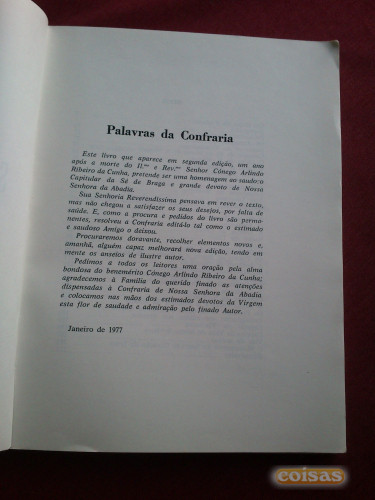 Palavras da Confraria
Este livro que aparece em segunda edição, um ano
após a morte do Il.mo e Rev.mo Senhor Cónego Arlindo
Ribeiro da Cunha, pretende ser uma homenagem ao saudoso
Capitular da Sé de Braga e grande devoto de Nossa
Senhora da Abadia.
Sua Senhoria Reverendíssima pensava em rever o texto,
mas não chegou a satisfazer os seus desejos, por falta de
saúde. E, como a procura e pedidos do livro são perma-
nentes, resolveu a Confraria editá-lo tal como o estimado
e saudoso Amigo o deixou.
Procuraremos doravante, recolher elementos novos e,
amanhã, alguém capaz melhorará nova edição, tendo em
mente os anseios de ilustre autor.
Pedimos a todos os leitores uma oração pela alma
bondosa do benemérito Cónego Arlindo Ribeiro da Cunha;
agradecemos à Família do querido finado as atenções
dispensadas à Confraria de Nossa Senhora da Abadia
e colocamos nas mãos dos estimados devotos da Virgem
esta flor de saudade e admiração pelo finado Autor.
Janeiro de 1977
coisas